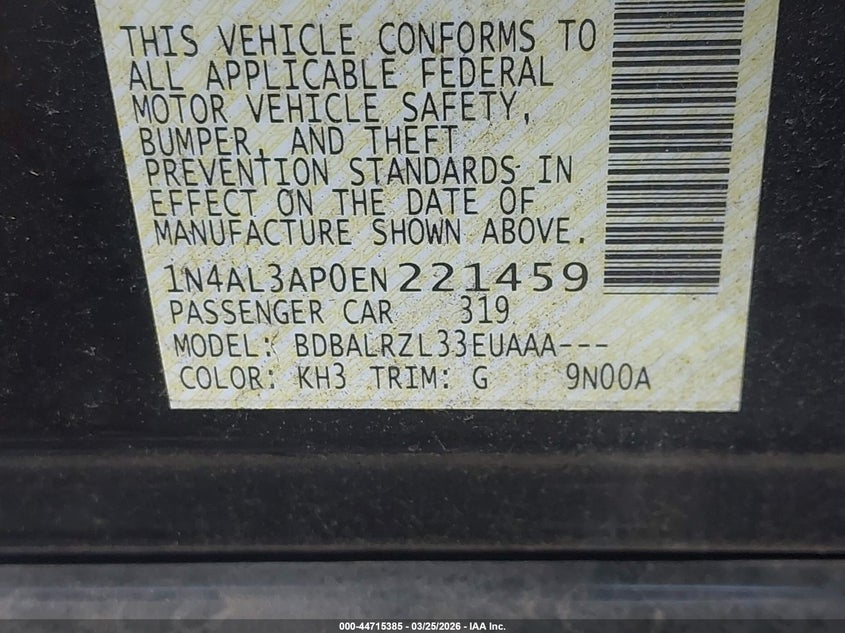 THIS VEHICLE CONFORMS TO
ALL APPLICABLE FEDERAL
MOTOR VEHICLE SAFETY,
BUMPER, AND THEFT
PREVENTION STANDARDS IN
EFFECT ON THE DATE OF
MANUFACTURE SHOWN ABOVE.
1N4AL3AP0EN221459
PASSENGER CAR 319
MODEL: BDBALRZL33EUAAA---
COLOR: KH3 TRIM: G 9N00A
000-44715385 - 03/25/2026 - IAA Inc.